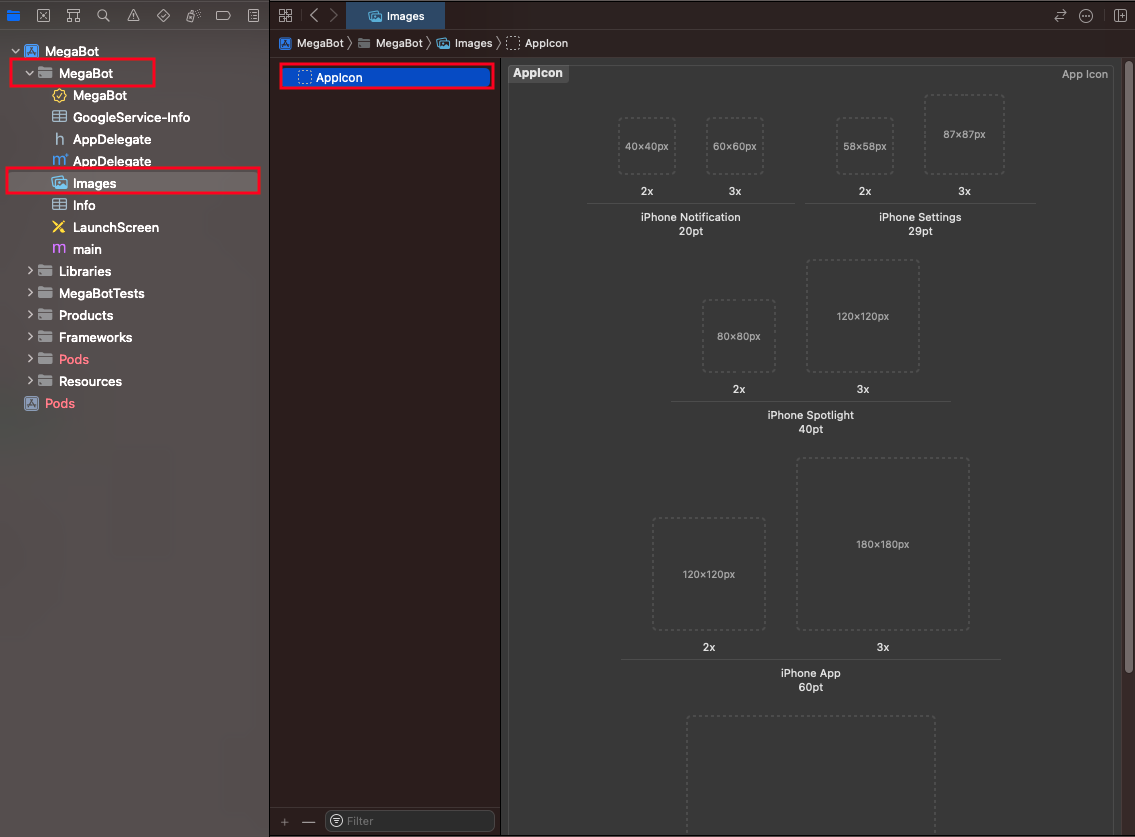 Images
MegaBot
MegaBot
MegaBot
GoogleService-Info
AppDelegate
AppDelegate
Images
Info
LaunchScreen
main
Libraries
MegaBotTests
Products
Frameworks
Pods
Resources
Pods
MegaBot MegaBot Images AppIcon
AppIcon
Filter
AppIcon App Icon
40×40px 60×60px 58×58px 87×87px
2x 3x 2x 3x
iPhone Notification iPhone Settings
20pt 29pt
80×80px 120×120px
2x 3x
iPhone Spotlight
40pt
120×120px 180×180px
2x 3x
iPhone App
60pt